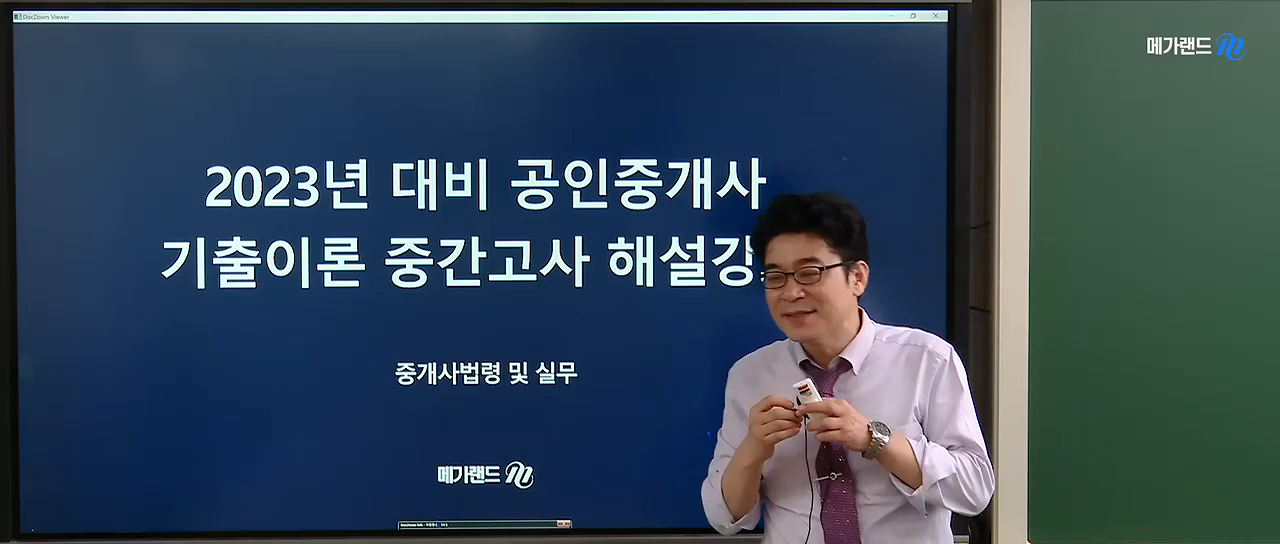 DocZoom Viewer
메가랜드
2023년 대비 공인중개사
기출이론 중간고사 해설강
중개사법령 및 실무
메가랜드